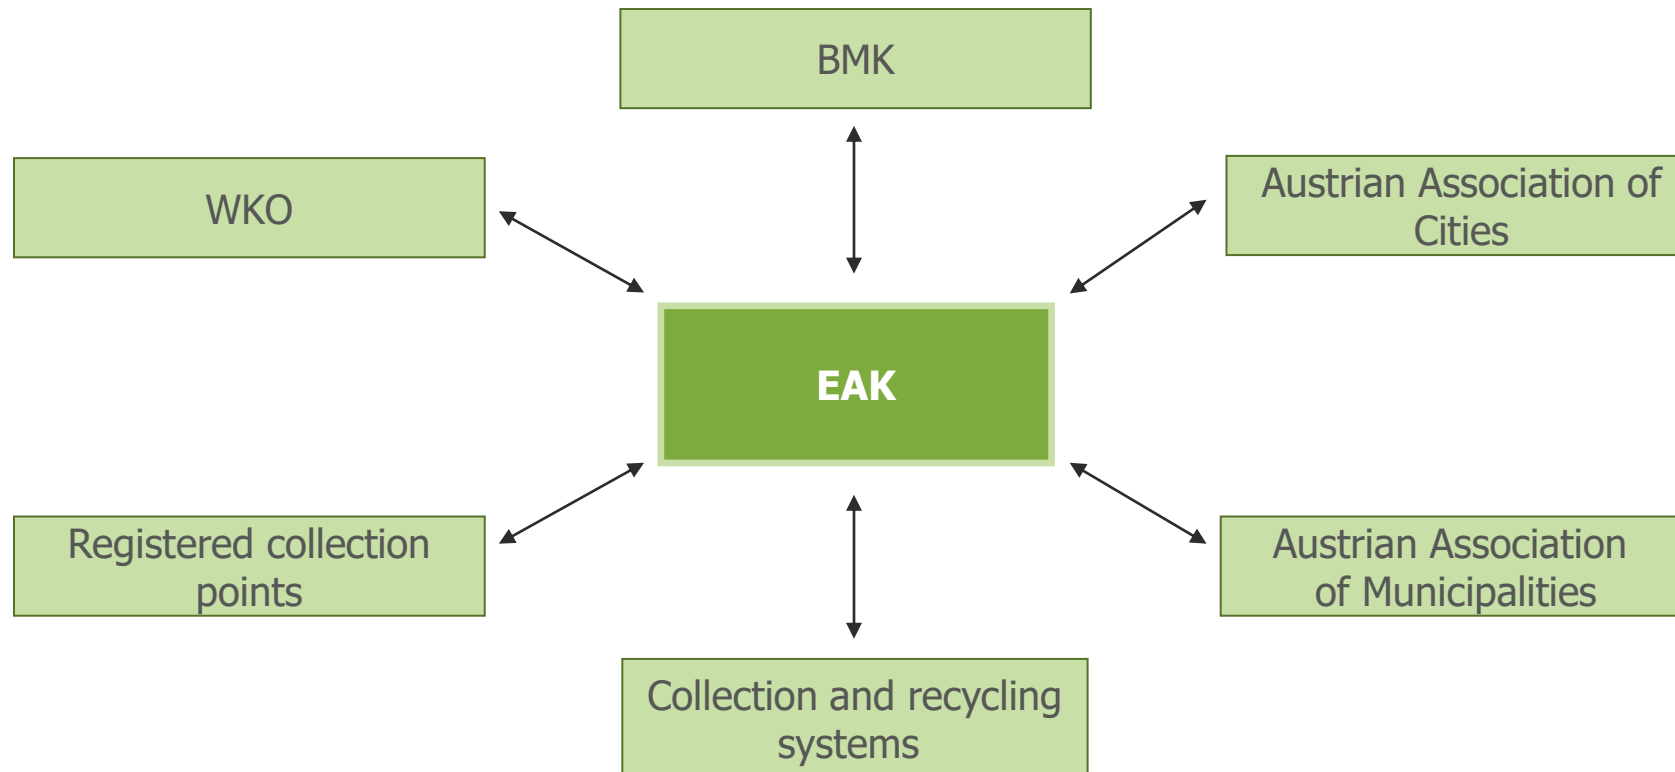 BMK
WKO
Austrian Association of
Cities
EAK
Registered collection
points
Austrian Association
of Municipalities
Collection and recycling
systems